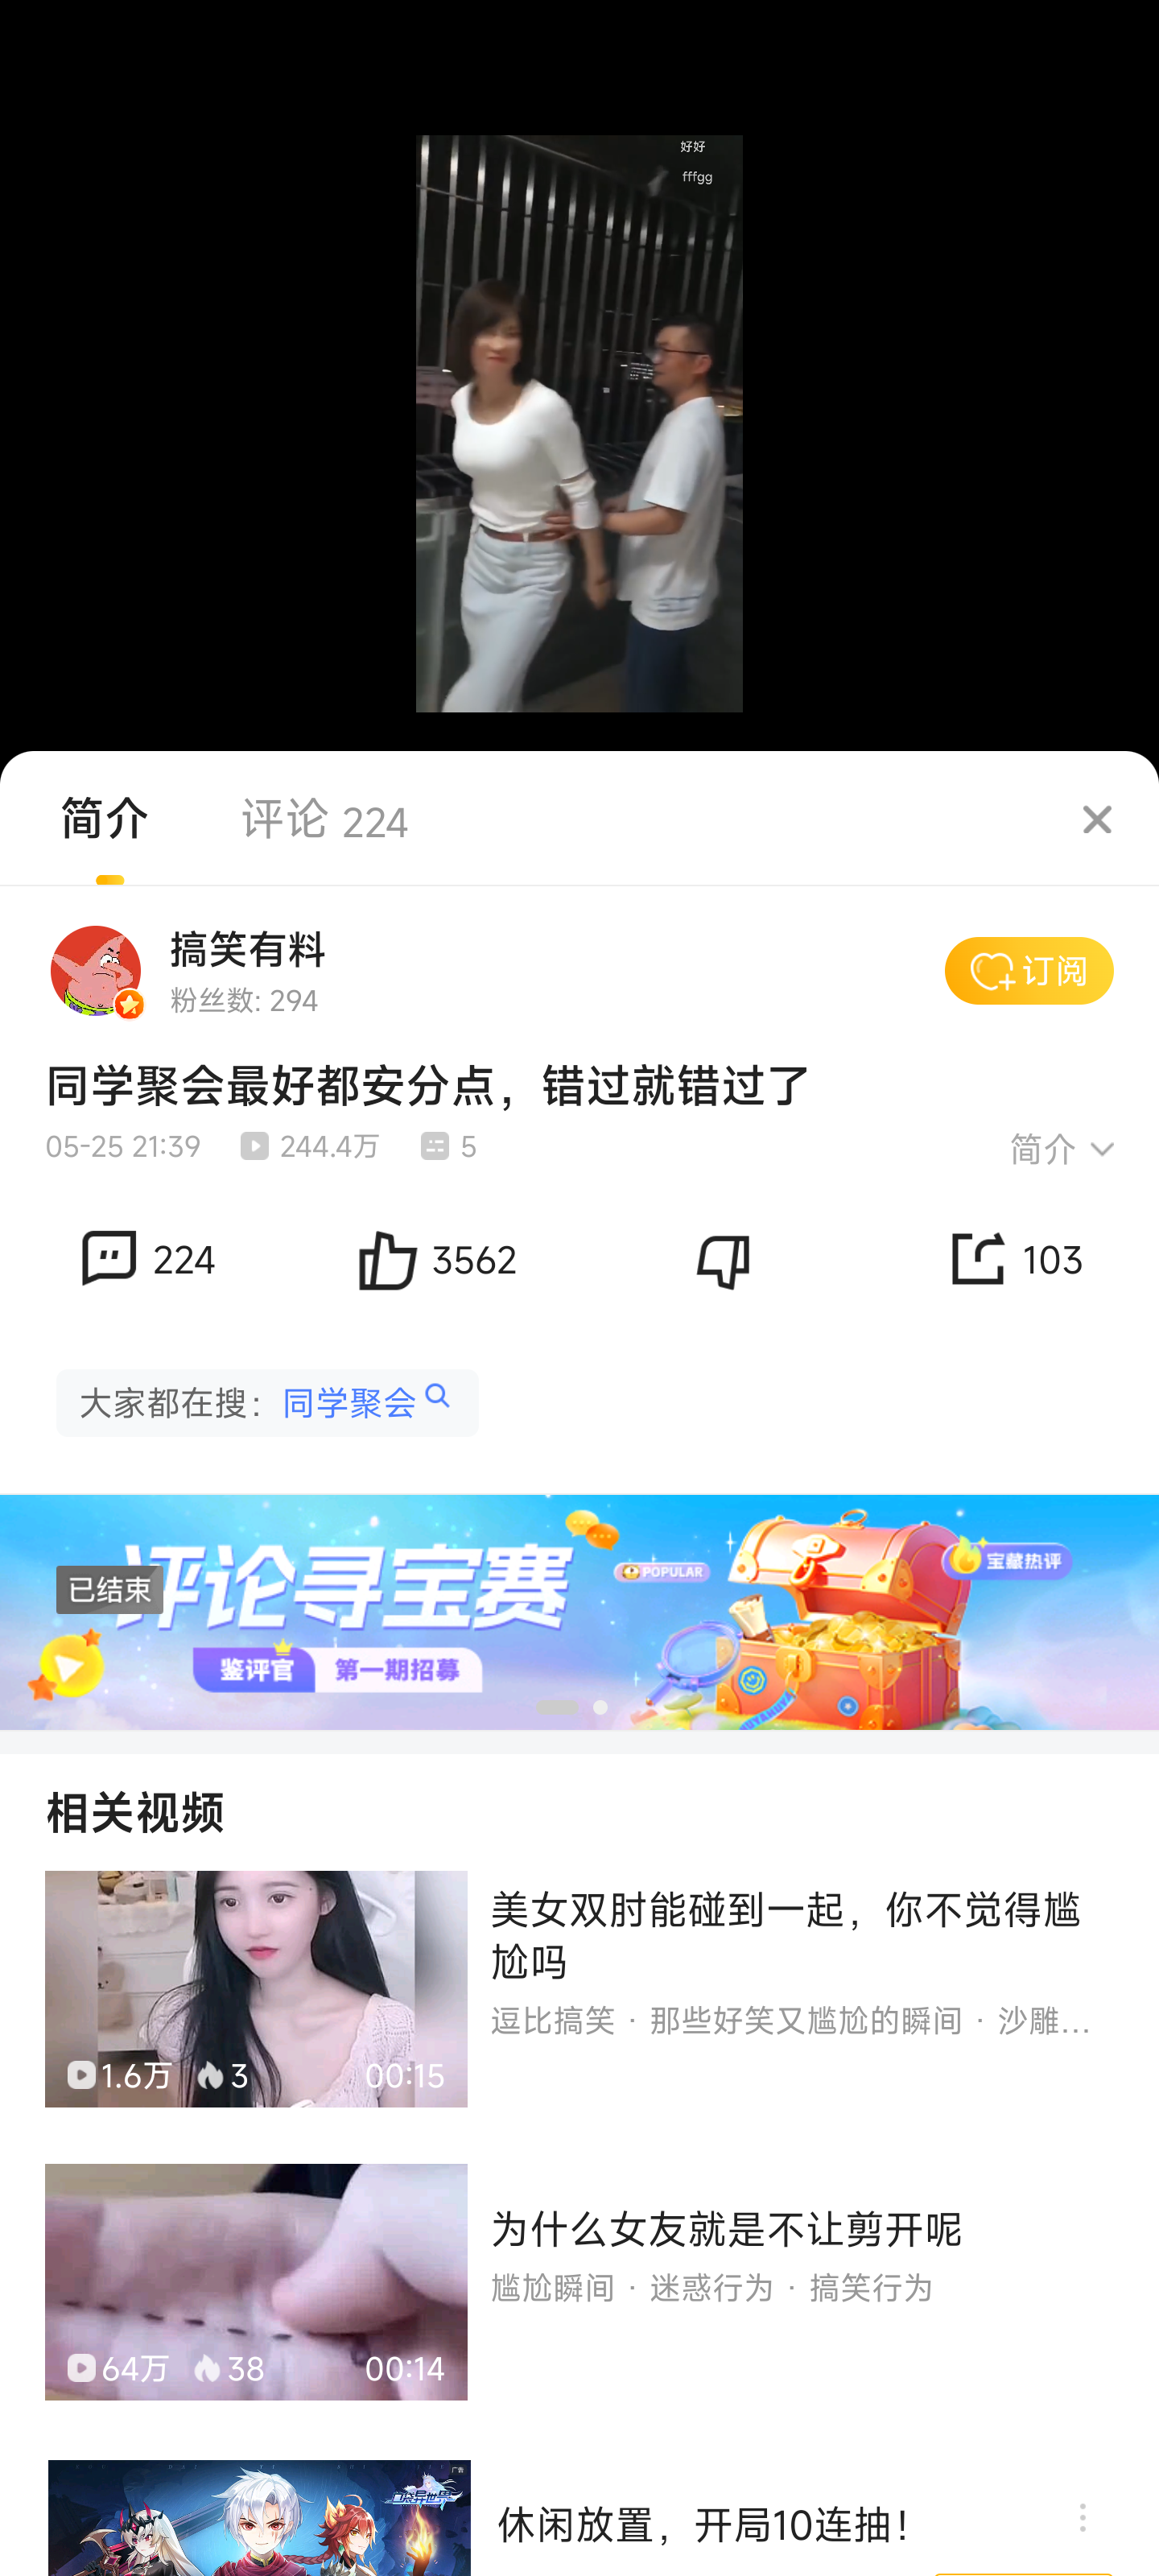 好好
fffgg
简介
评论 224
搞笑有料
粉丝数: 294
订阅
同学聚会最好都安分点，错过就错过了
05-25 21:39 244.4万 5
简介
224 3562 103
大家都在搜：同学聚会
已结束
评论寻宝赛
POPULAR
宝藏热评
鉴评官 第一期招募
相关视频
美女双肘能碰到一起，你不觉得尴
尬吗
逗比搞笑 · 那些好笑又尴尬的瞬间 · 沙雕...
1.6万 3 00:15
为什么女友就是不让剪开呢
尴尬瞬间 · 迷惑行为 · 搞笑行为
64万 38 00:14
广告
休闲放置，开局10连抽！